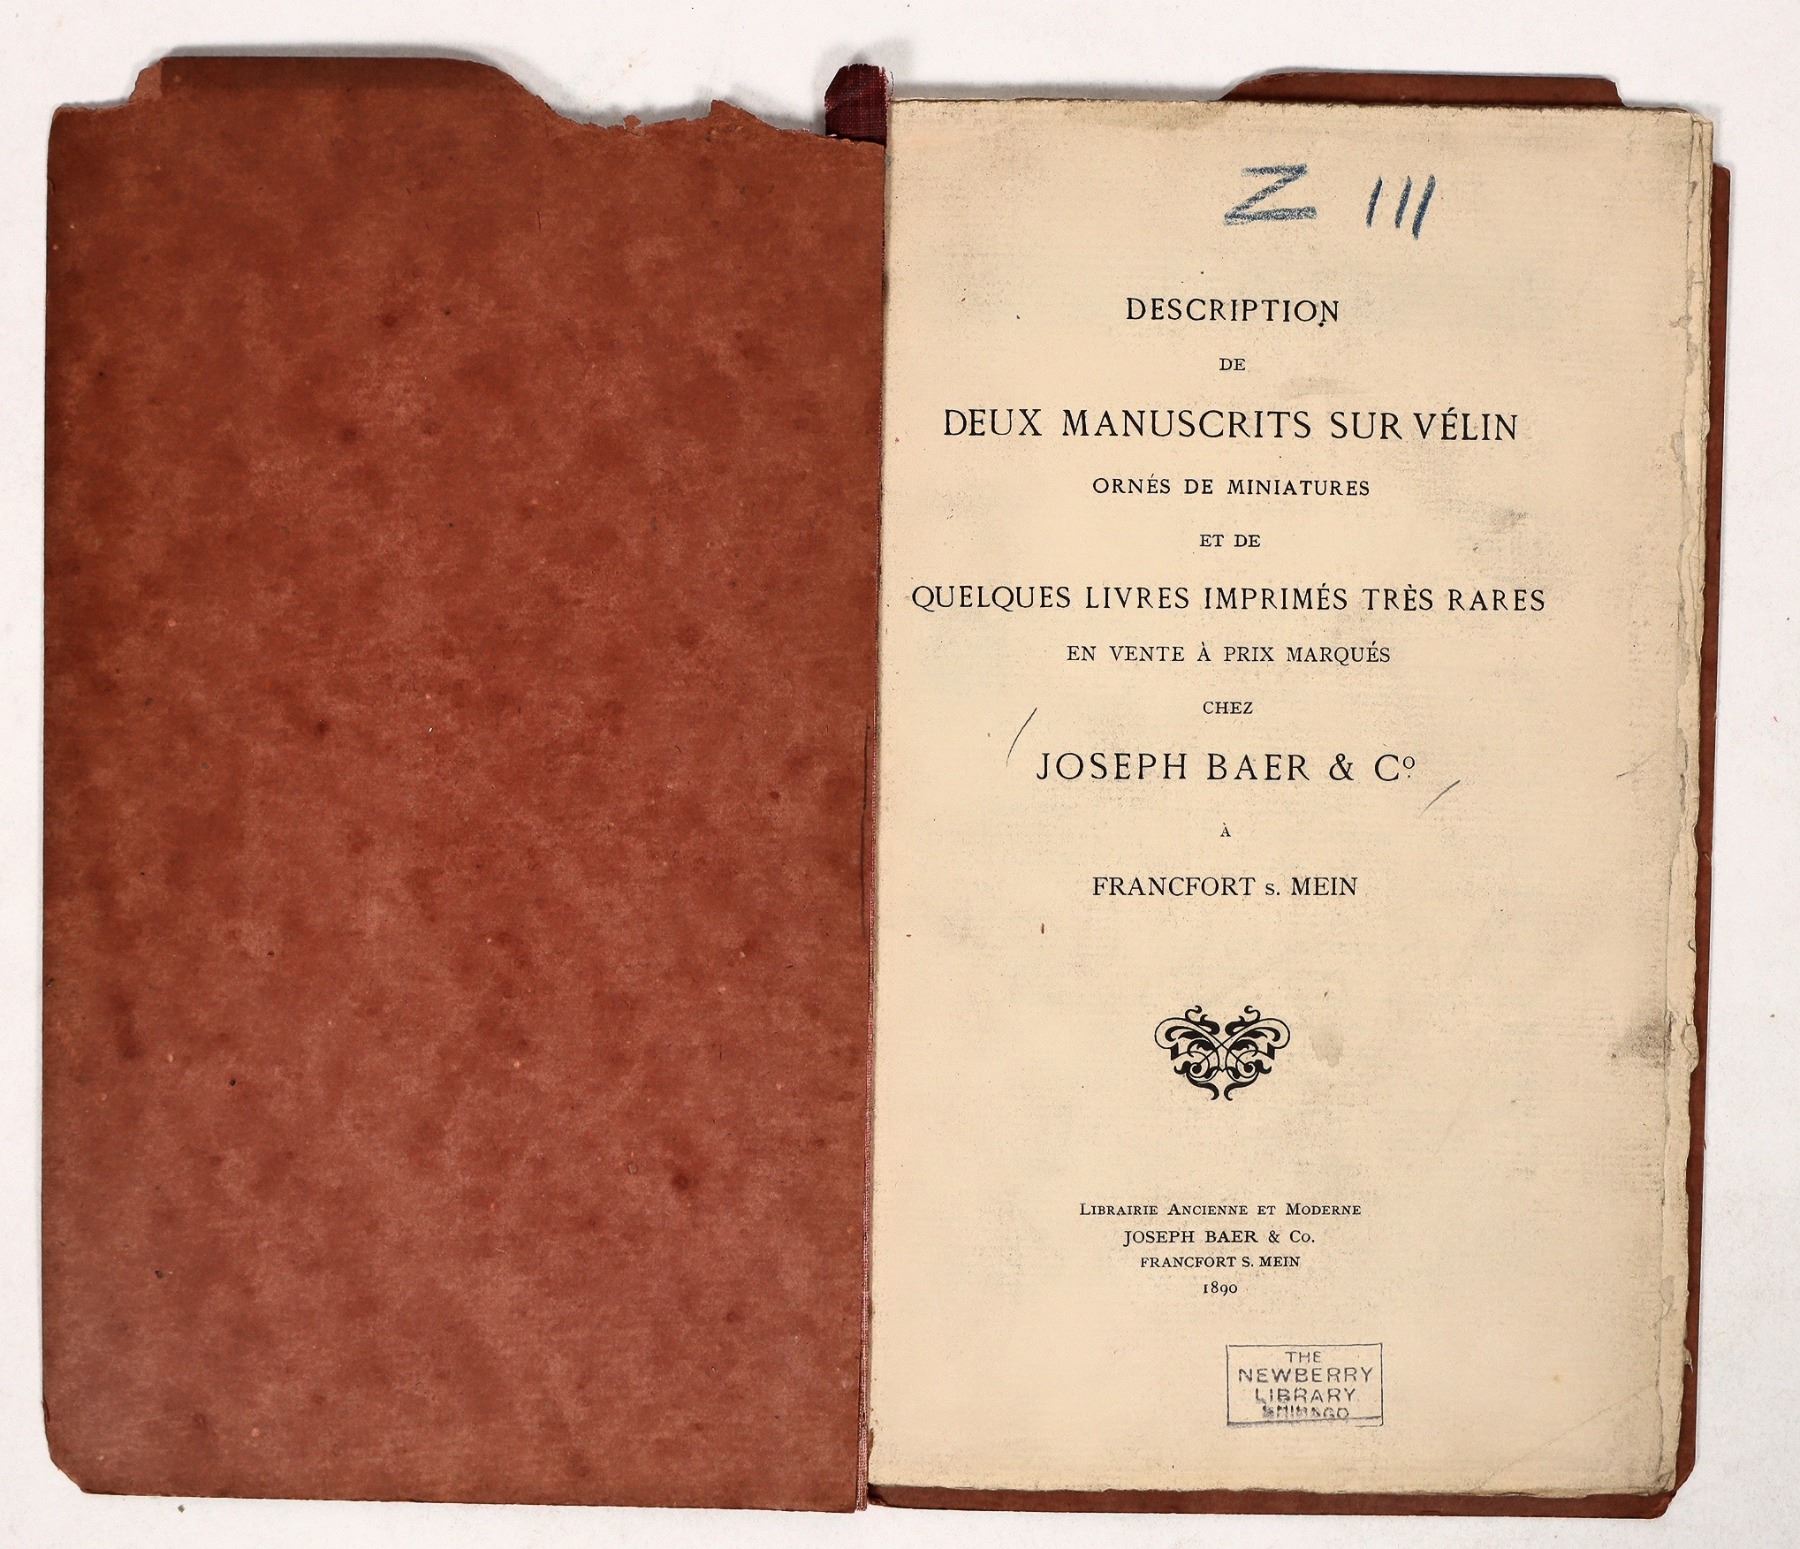 Z 111
DESCRIPTION
DE
DEUX MANUSCRITS SUR VÉLIN
ORNÉS DE MINIATURES
ET DE
QUELQUES LIVRES IMPRIMÉS TRÈS RARES
EN VENTE À PRIX MARQUÉS
CHEZ
JOSEPH BAER & Cº.
À
FRANCFORT s. MEIN
LIBRAIRIE ANCIENNE ET MODERNE
JOSEPH BAER & Co.
FRANCFORT S. MEIN
1890
THE
NEWBERRY
LIBRARY
CHICAGO